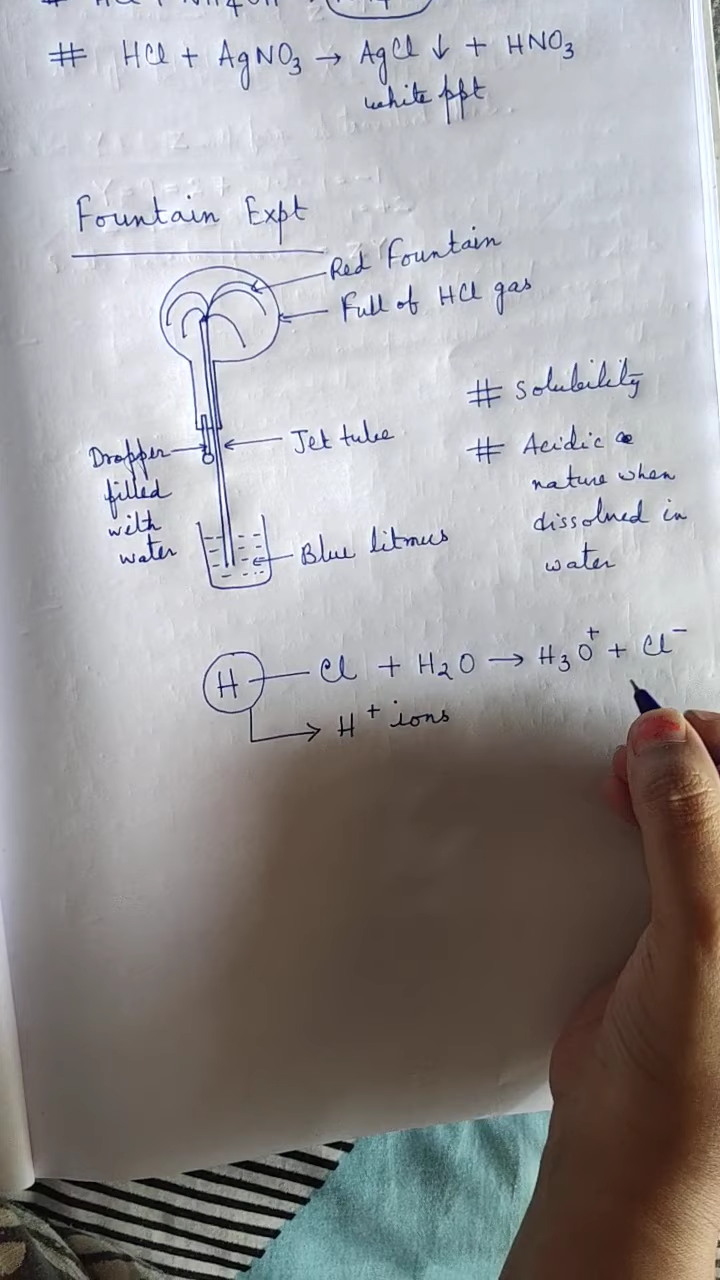 # HCl + AgNO₃ → AgCl ↓ + HNO₃
white ppt
Fountain Expt
Red Fountain
Full of HCl gas
# Solubility
Dropper
filled
with
water
Jet tube
# Acidic
nature when
dissolved in
water
Blue litmus
H — Cl + H₂O → H₃O⁺ + Cl⁻
H⁺ ions